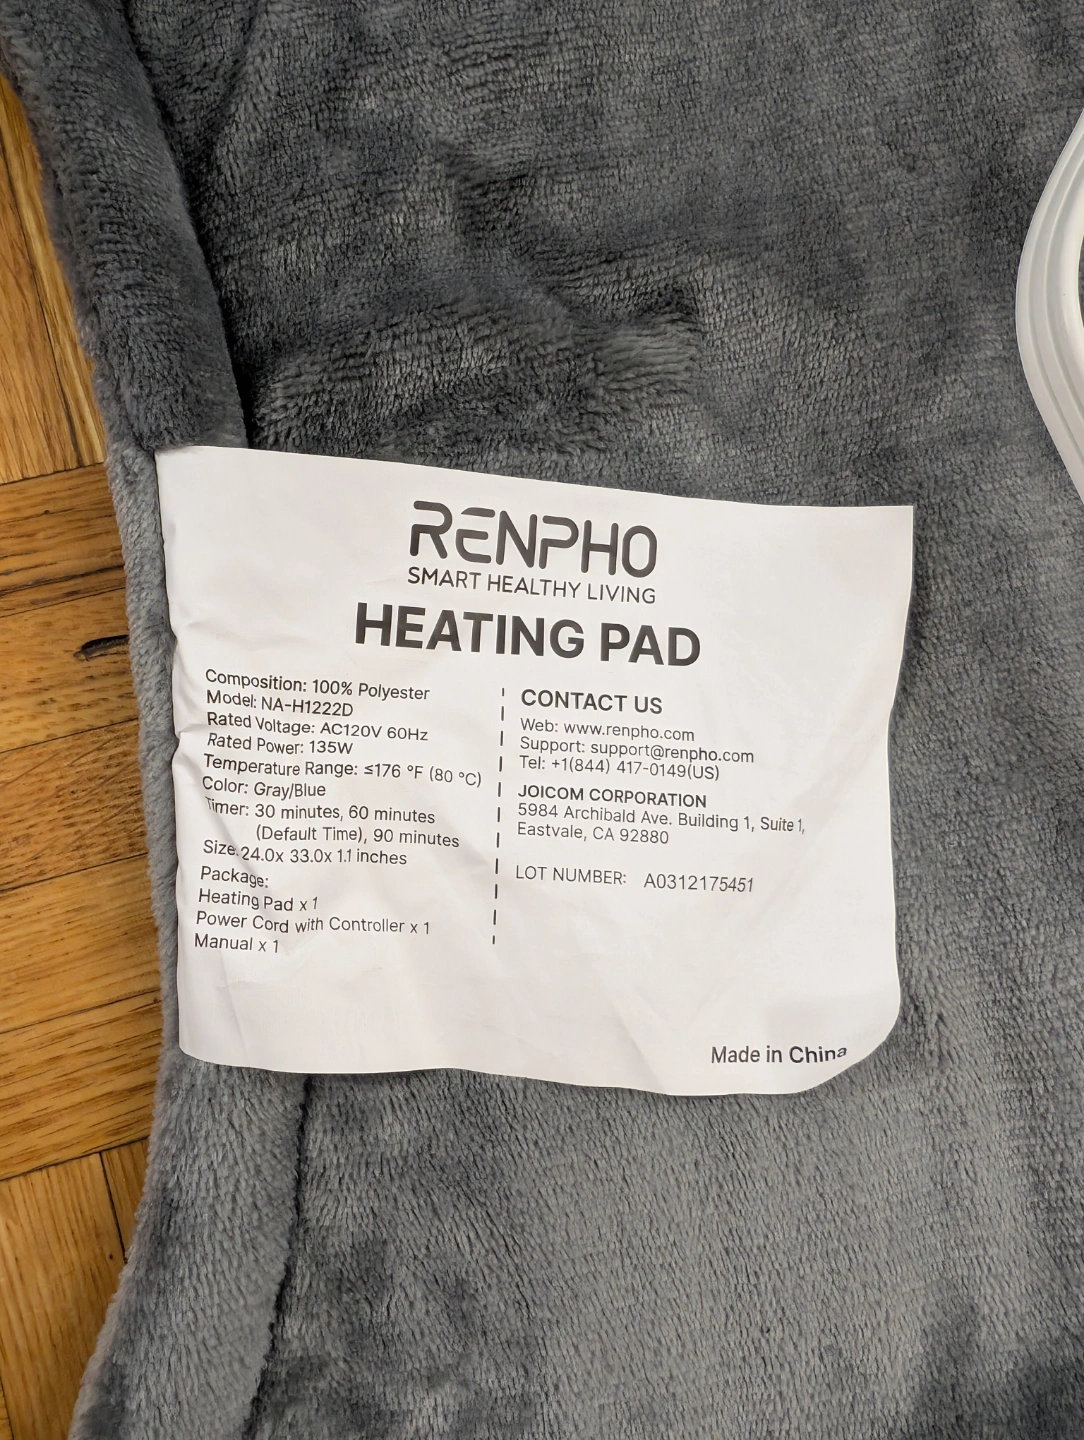 RENPHO
SMART HEALTHY LIVING
HEATING PAD
Composition: 100% Polyester
Model: NA-H1222D
Rated Voltage: AC120V 60Hz
Rated Power: 135W
Temperature Range: ≤176 °F (80 °C)
Color: Gray/Blue
Timer: 30 minutes, 60 minutes
(Default Time), 90 minutes
Size:24.0x 33.0x 1.1 inches
Package:
Heating Pad x 1
Power Cord with Controller x 1
Manual x 1
CONTACT US
Web: www.renpho.com
Support: support@renpho.com
Tel: +1(844) 417-0149(US)
JOICOM CORPORATION
5984 Archibald Ave. Building 1, Suite 1,
Eastvale, CA 92880
LOT NUMBER: A0312175451
Made in China